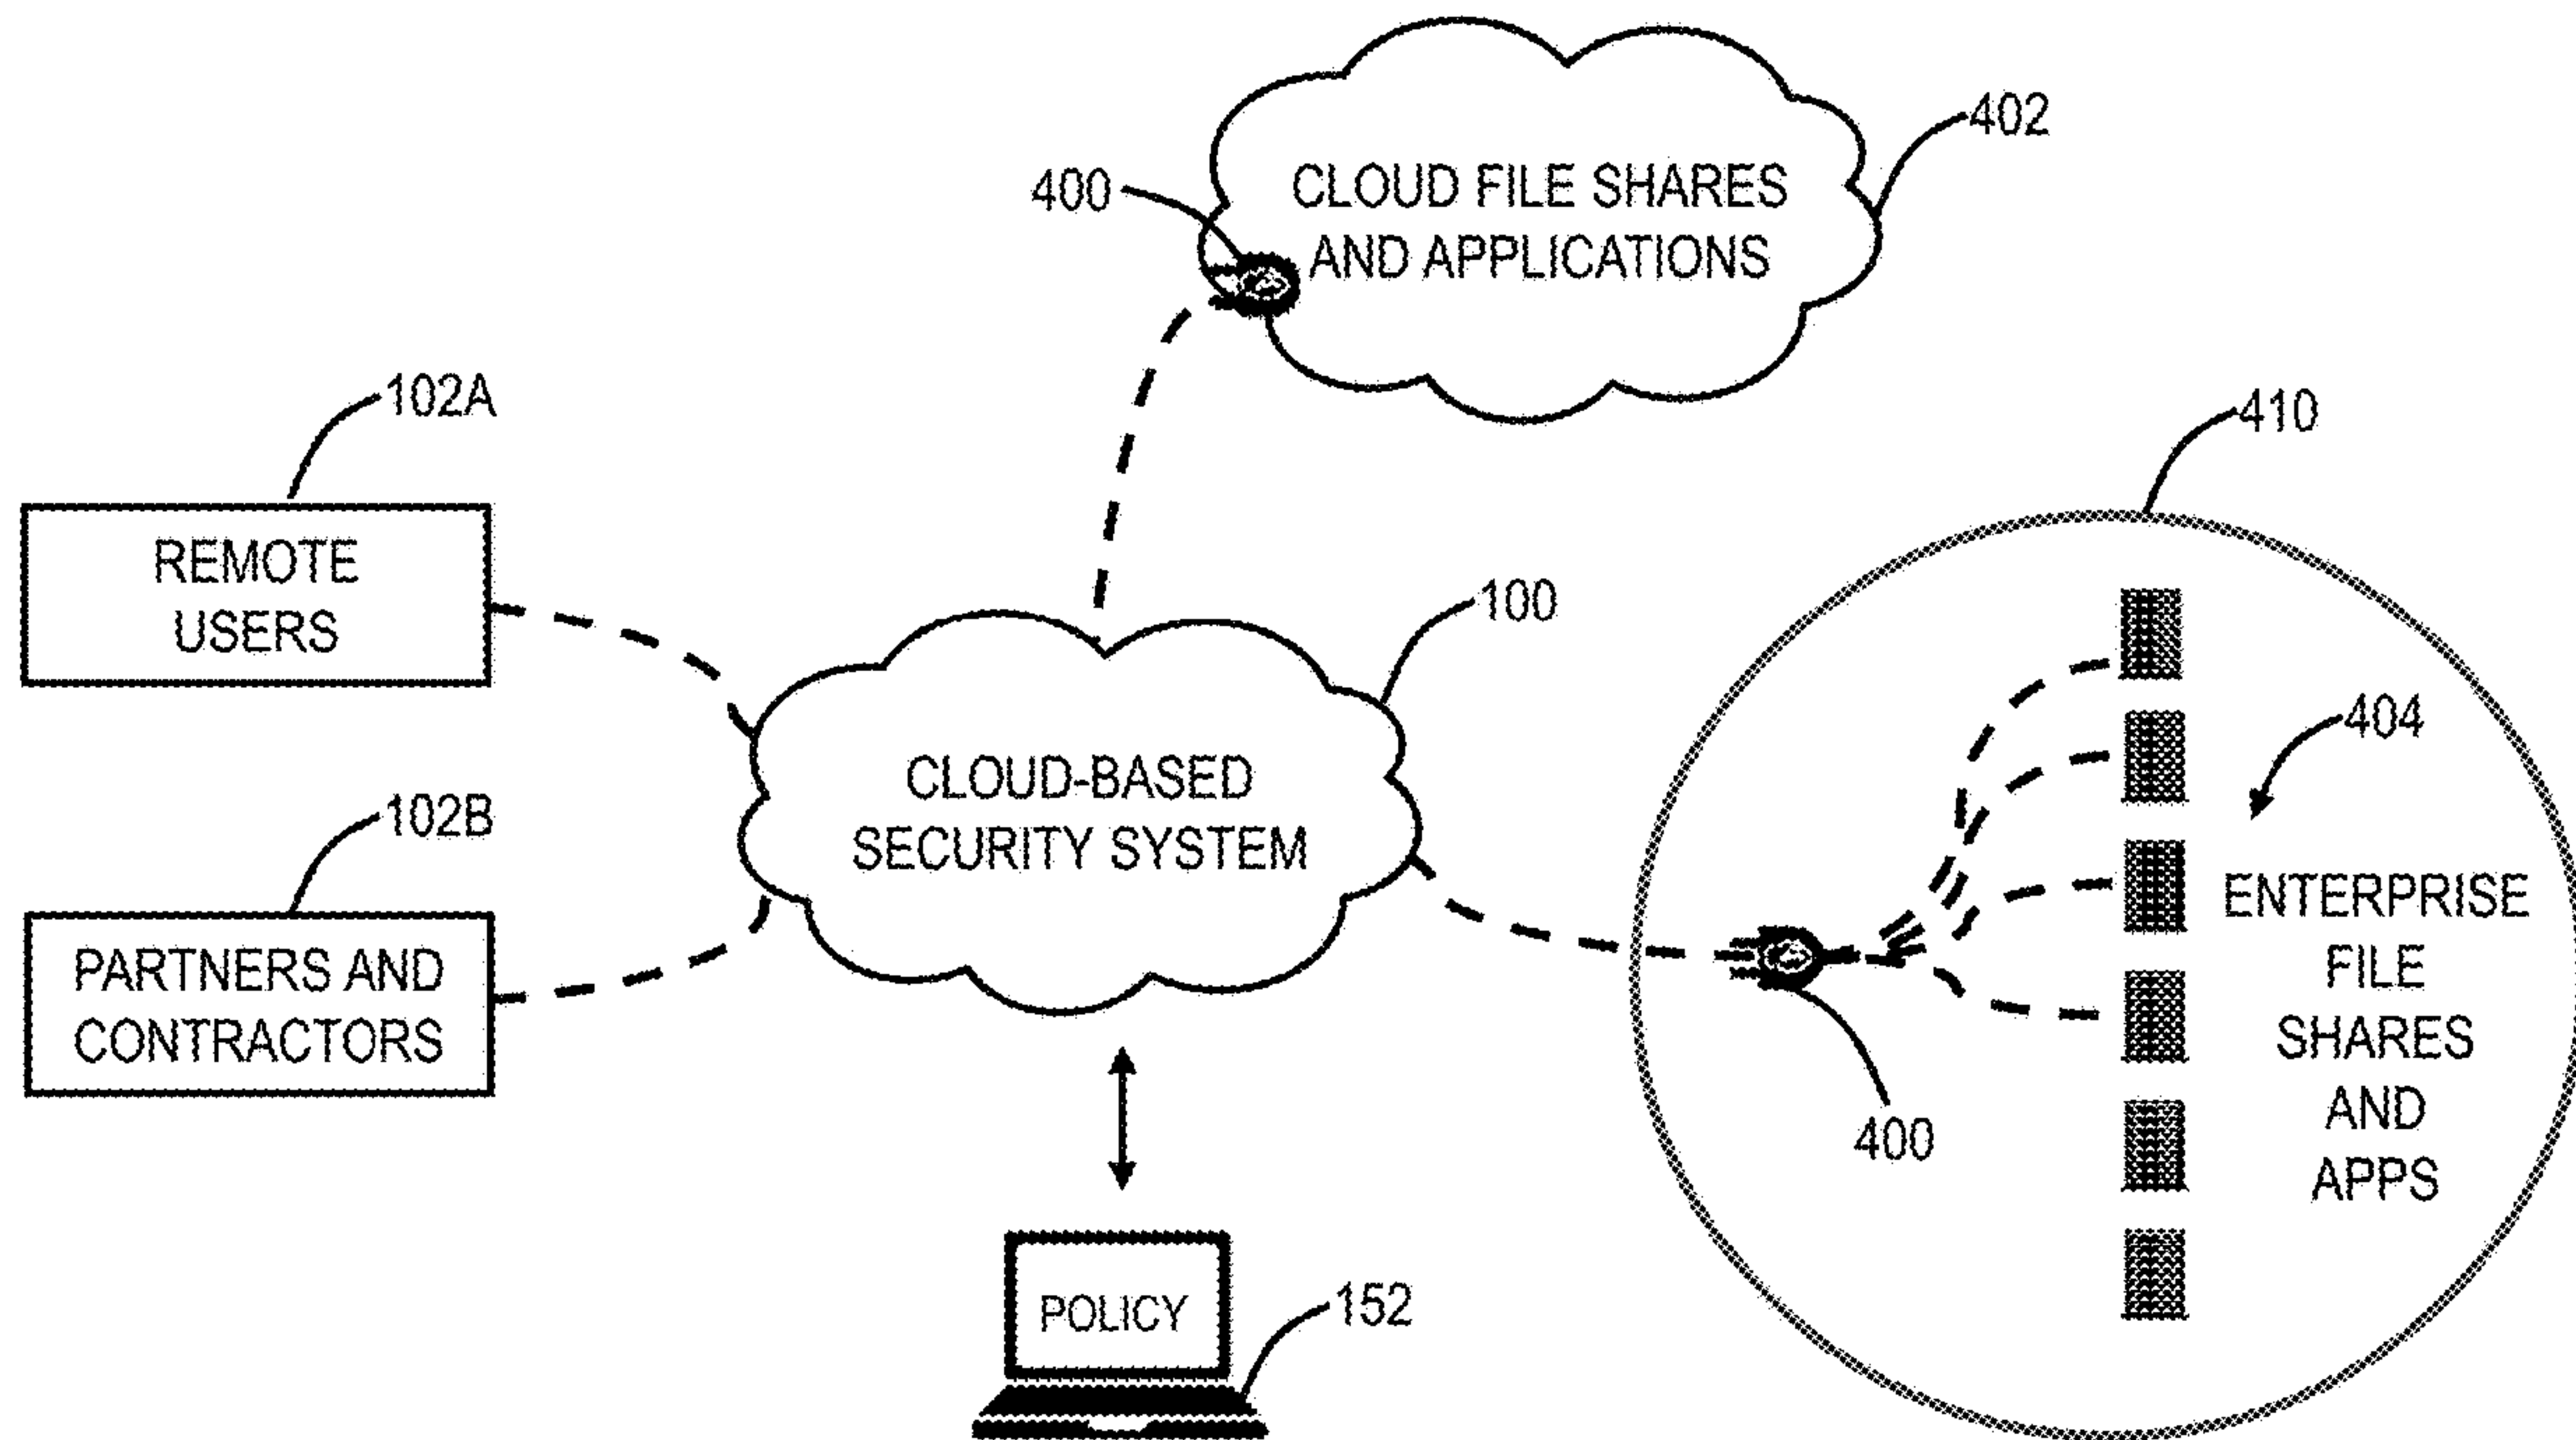 402
400
CLOUD FILE SHARES
AND APPLICATIONS
102A
410
REMOTE
USERS
100
404
102B
CLOUD-BASED
SECURITY SYSTEM
PARTNERS AND
CONTRACTORS
ENTERPRISE
FILE
SHARES
AND
APPS
400
POLICY
152